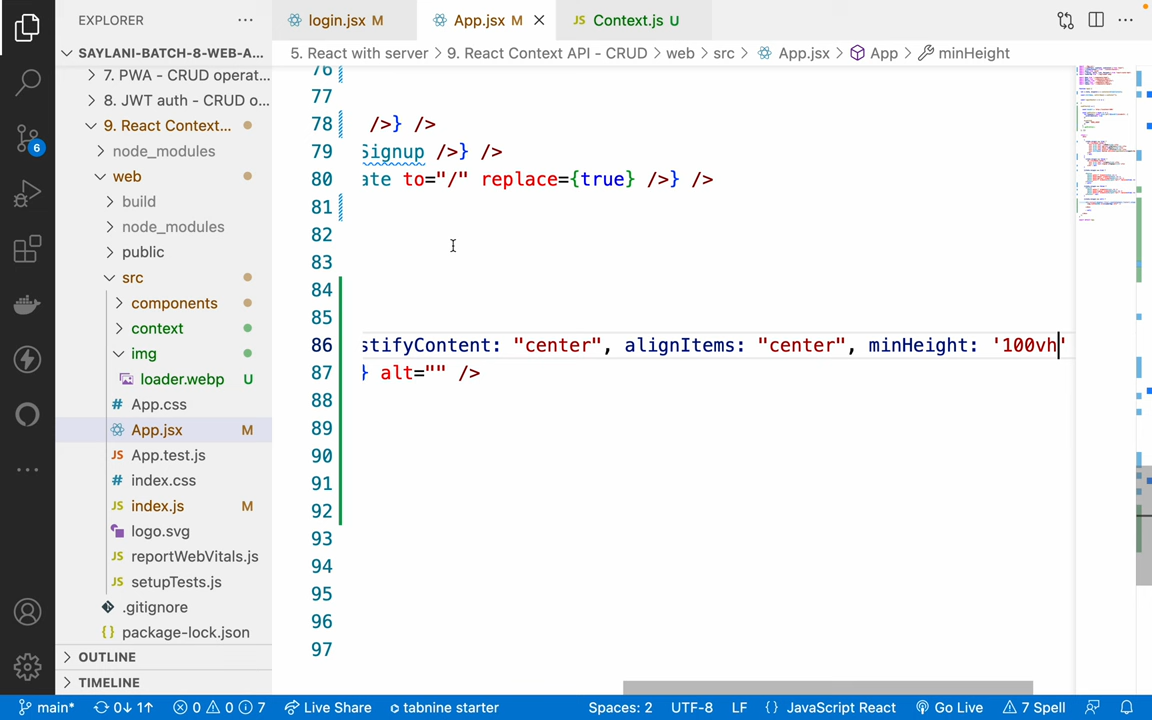 EXPLORER
login.jsx M
App.jsx M
Context.js U
SAYLANI-BATCH-8-WEB-A...
5. React with server > 9. React Context API - CRUD > web > src > App.jsx > App > minHeight
7. PWA - CRUD operat...
8. JWT auth - CRUD o...
9. React Context...
node_modules
web
build
node_modules
public
src
components
context
img
loader.webp U
App.css
App.jsx M
App.test.js
index.css
index.js M
logo.svg
reportWebVitals.js
setupTests.js
.gitignore
package-lock.json
OUTLINE
TIMELINE
76
77
78 />} />
79 Signup />} />
80 ate to="/" replace={true} />} />
81
82
83
84
85
86 stifyContent: "center", alignItems: "center", minHeight: '100vh'
87 } alt="" />
88
89
90
91
92
93
94
95
96
97
6
main* 0↓ 1↑ 0 0 7 Live Share tabnine starter Spaces: 2 UTF-8 LF {} JavaScript React Go Live 7 Spell